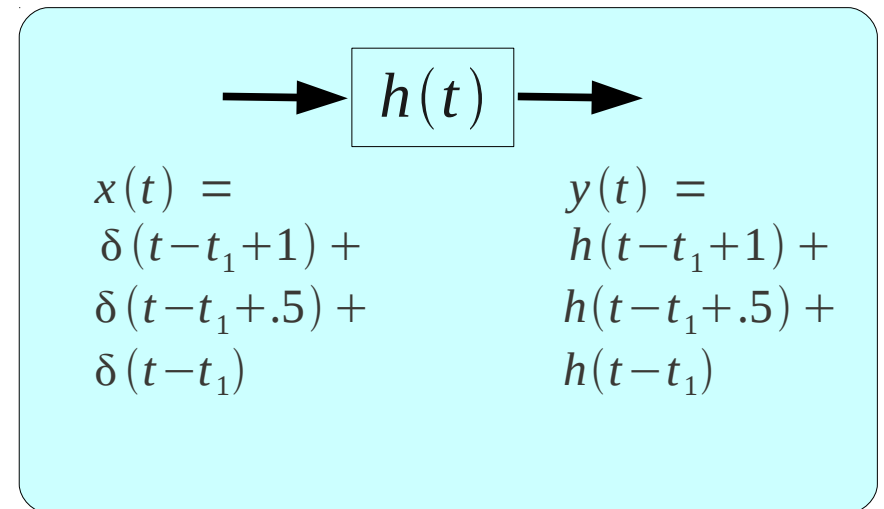 h(t)
x(t) =
δ(t−t₁+1) +
δ(t−t₁+.5) +
δ(t−t₁)
y(t) =
h(t−t₁+1) +
h(t−t₁+.5) +
h(t−t₁)